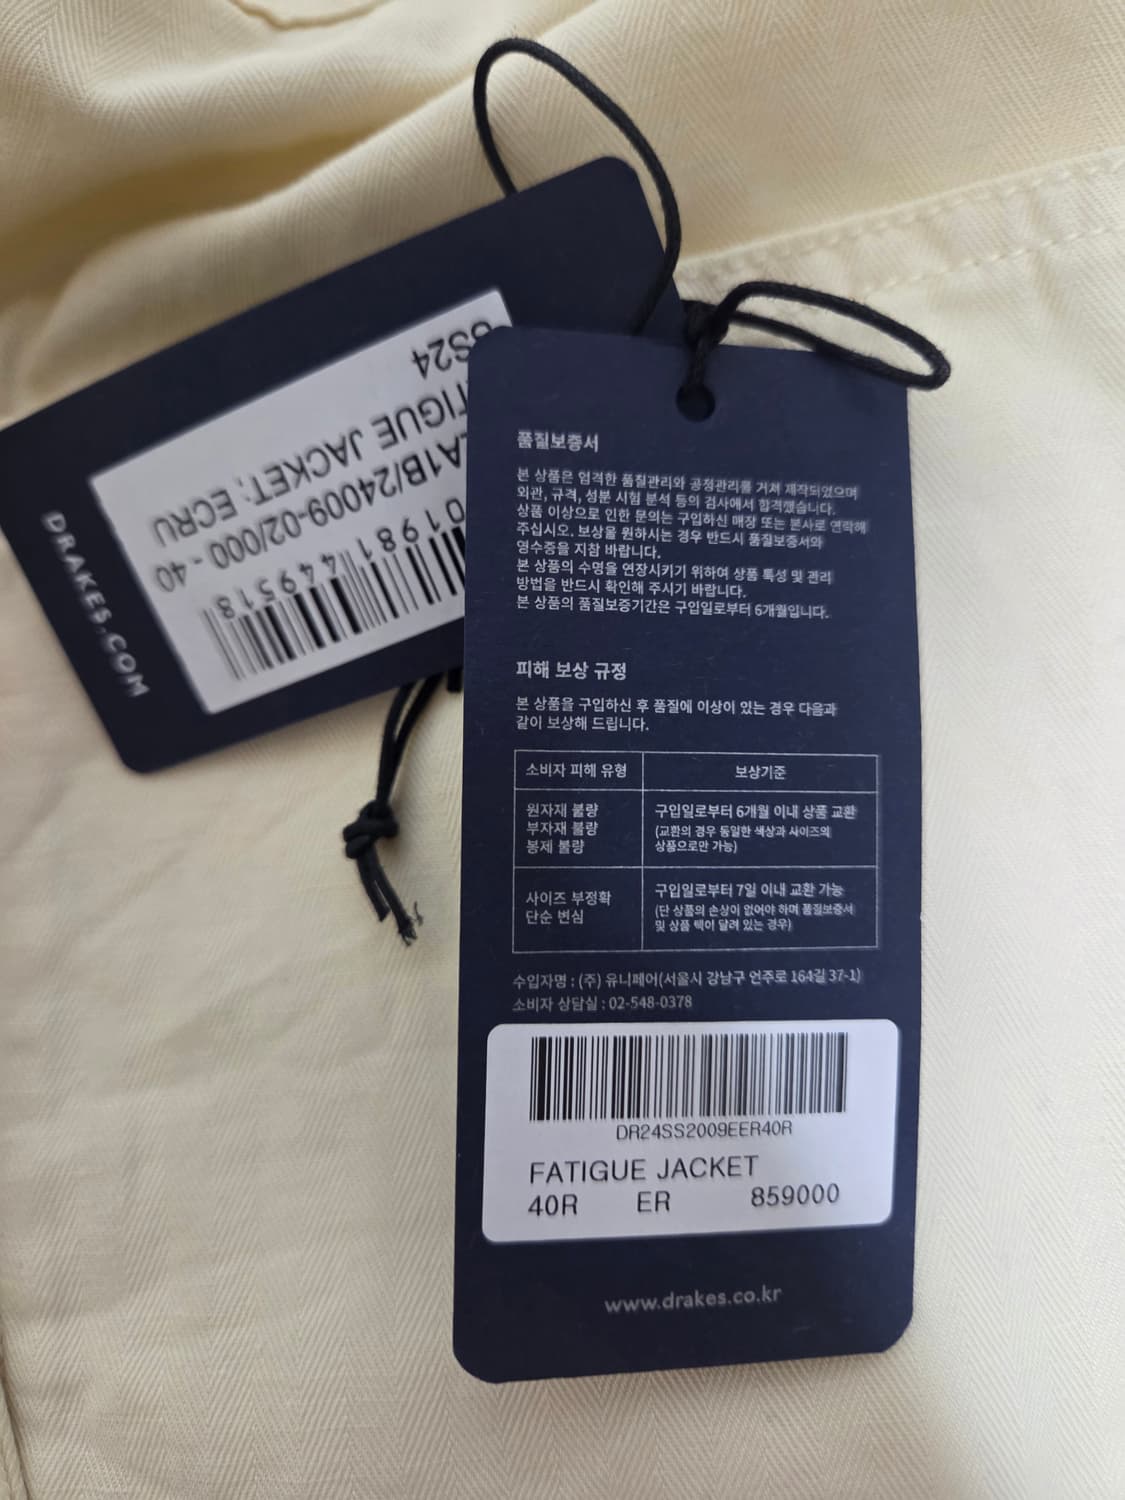 SS24
TIGUE JACKET: ECRU
A1B/24009-02/000 - 40
0198144 9518
DRAKES.COM
품질보증서
본 상품은 엄격한 품질관리와 공정관리를 거쳐 제작되었으며
외관, 규격, 성분 시험 분석 등의 검사에서 합격했습니다.
상품 이상으로 인한 문의는 구입하신 매장 또는 본사로 연락해
주십시오. 보상을 원하시는 경우 반드시 품질보증서와
영수증을 지참 바랍니다.
본 상품의 수명을 연장시키기 위하여 상품 특성 및 관리
방법을 반드시 확인해 주시기 바랍니다.
본 상품의 품질보증기간은 구입일로부터 6개월입니다.
피해 보상 규정
본 상품을 구입하신 후 품질에 이상이 있는 경우 다음과
같이 보상해 드립니다.
소비자 피해 유형
보상기준
원자재 불량
부자재 불량
봉제 불량
구입일로부터 6개월 이내 상품 교환
(교환의 경우 동일한 색상과 사이즈의
상품으로만 가능)
사이즈 부정확
단순 변심
구입일로부터 7일 이내 교환 가능
(단 상품의 손상이 없어야 하며 품질보증서
및 상품 텍이 달려 있는 경우)
수입자명 : (주) 유니페어(서울시 강남구 언주로 164길 37-1)
소비자 상담실 : 02-548-0378
DR24SS2009EER40R
FATIGUE JACKET
40R ER 859000
www.drakes.co.kr